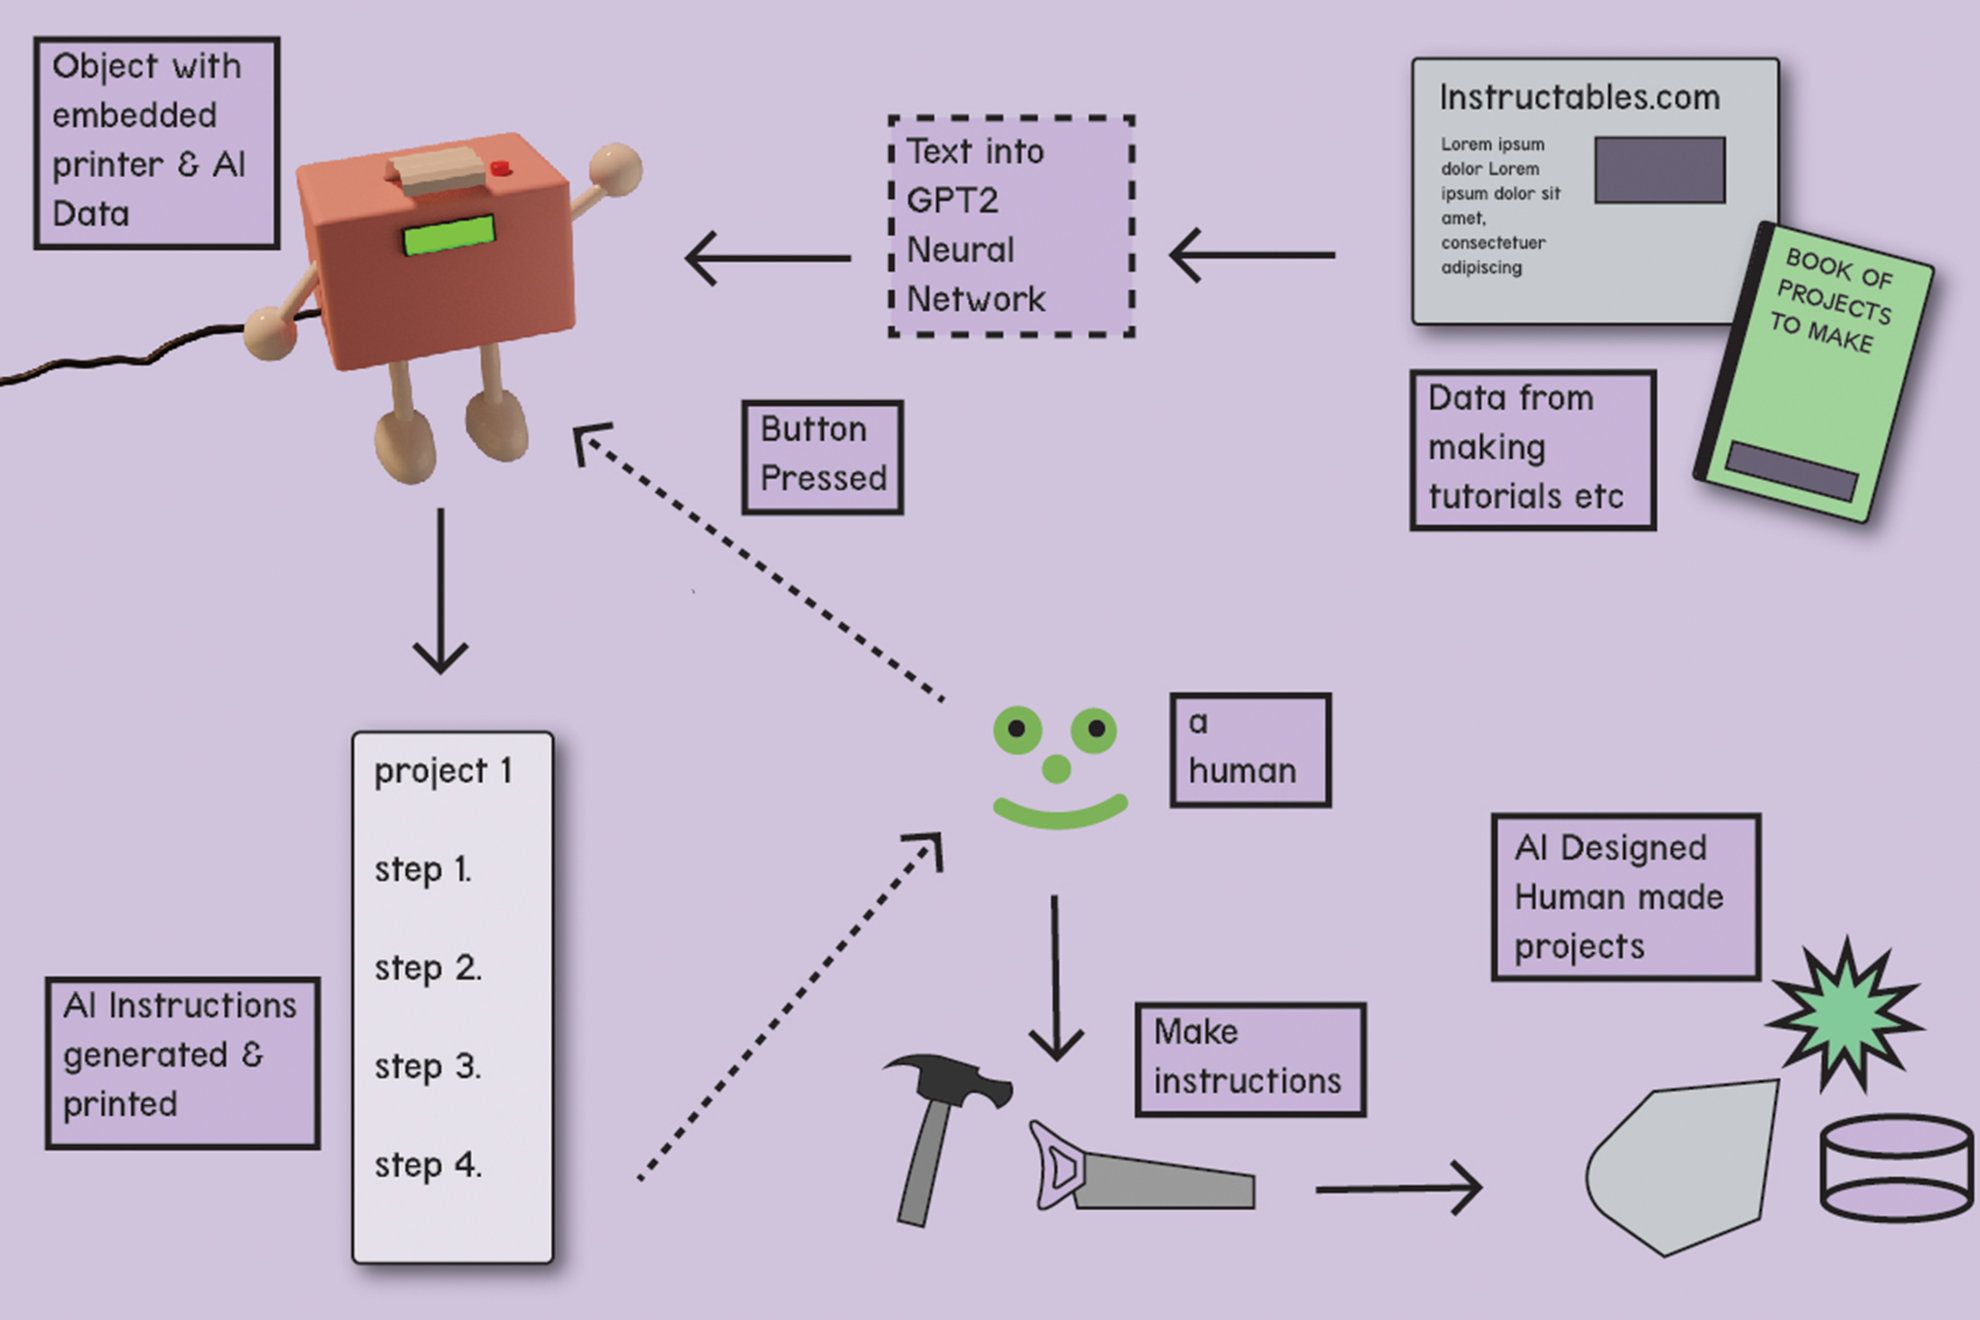 Object with
embedded
printer & AI
Data
Text into
GPT2
Neural
Network
Instructables.com
Lorem ipsum
dolor Lorem
ipsum dolor sit
amet,
consectetuer
adipiscing
BOOK OF
PROJECTS
TO MAKE
Data from
making
tutorials etc
Button
Pressed
a
human
project 1
step 1.
step 2.
step 3.
step 4.
AI Instructions
generated &
printed
Make
instructions
AI Designed
Human made
projects